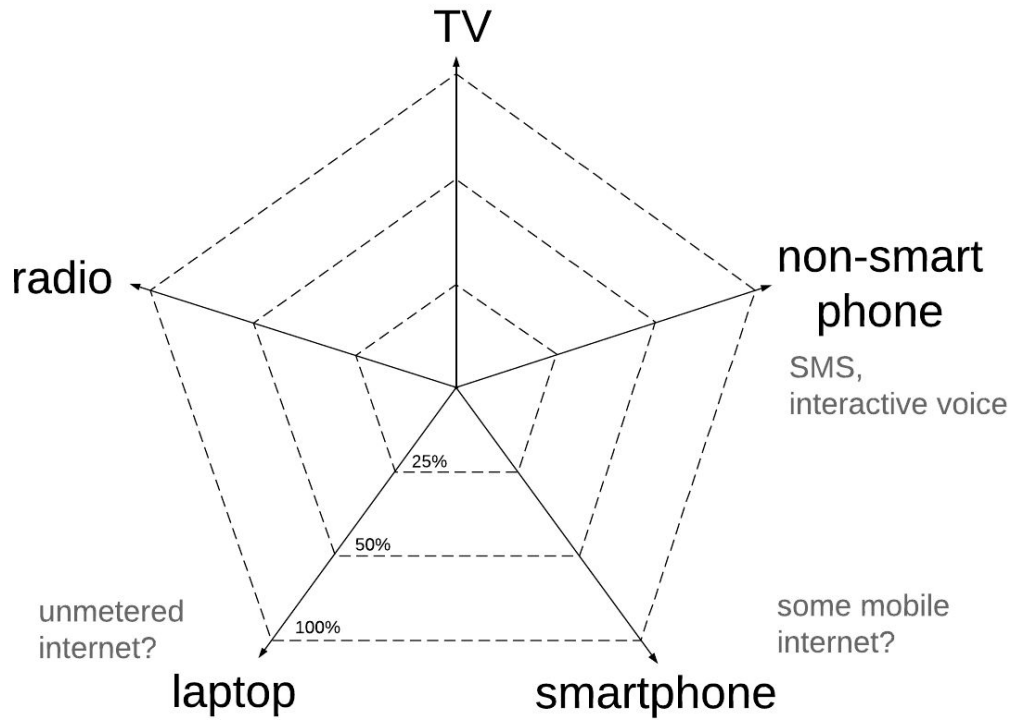 TV
radio
non-smart
phone
SMS,
interactive voice
25%
50%
100%
unmetered
internet?
some mobile
internet?
laptop
smartphone